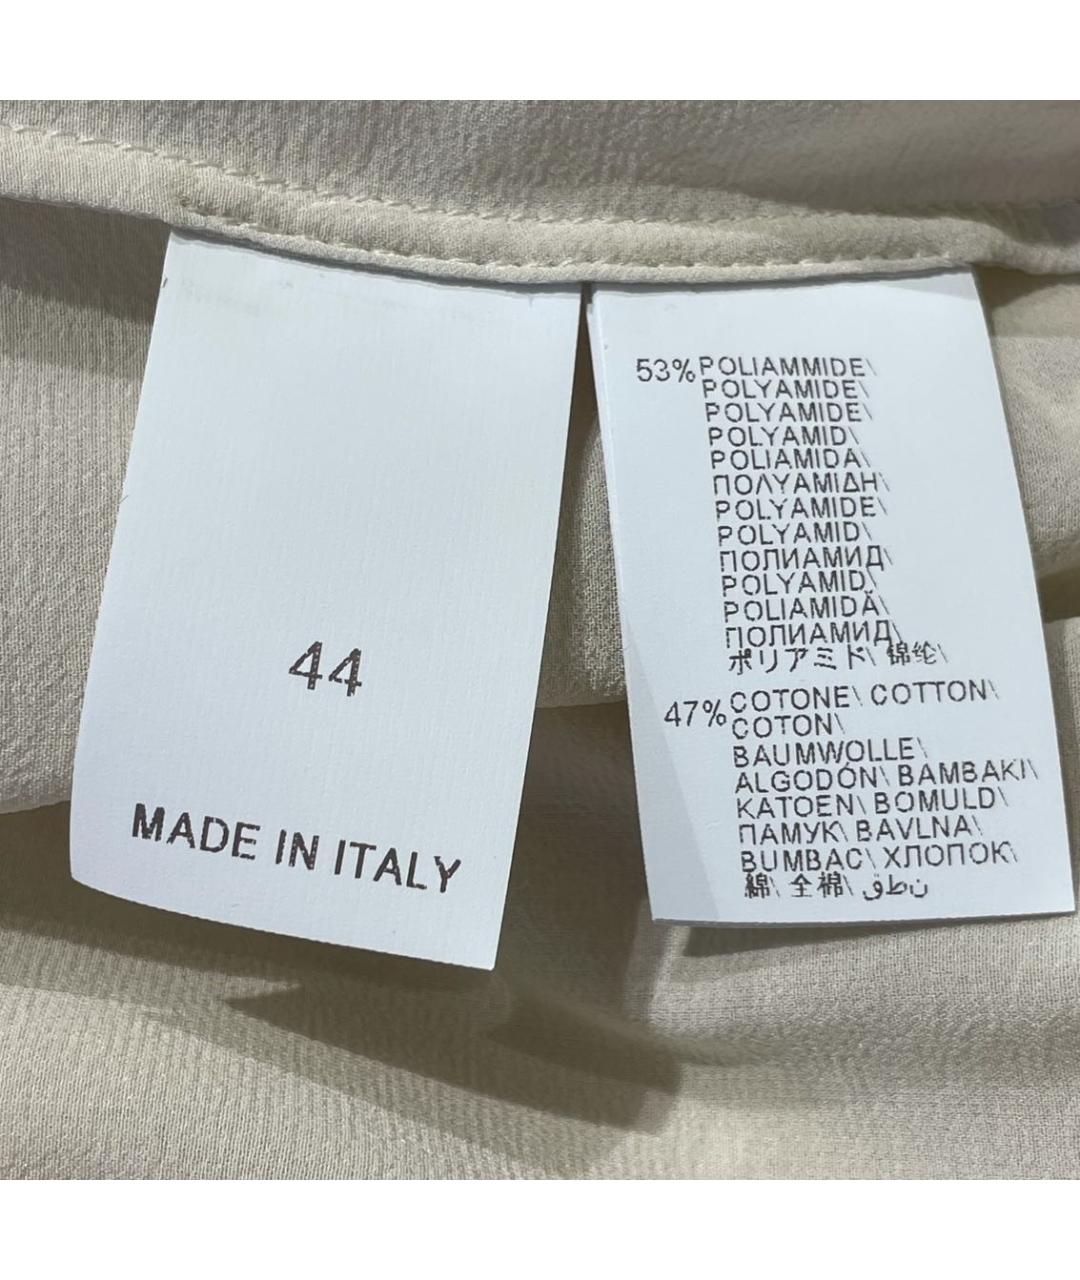 44
MADE IN ITALY
53% POLIAMMIDE\
POLYAMIDE\
POLYAMIDE\
POLYAMID\
POLIAMIDA\
ΠΟΛΥΑΜΙΔΗ\
POLYAMIDE\
POLYAMID\
ПОЛИАМИД\
POLYAMID\
POLIAMIDĂ\
ПОЛИАМИД\
ポリアミド\ 锦纶\
47% COTONE\ COTTON\
COTON\
BAUMWOLLE\
ALGODÓN\ BAMBAKI\
KATOEN\ BOMULD\
ПАМУК\ BAVLNA\
BUMBAC\ ХЛОПОК\
綿\ 全棉\ ق ط ن